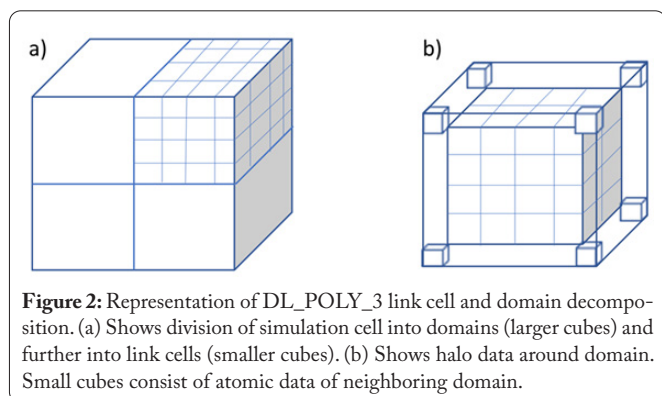 a)
b)
Figure 2: Representation of DL_POLY_3 link cell and domain decompo-
sition. (a) Shows division of simulation cell into domains (larger cubes) and
further into link cells (smaller cubes). (b) Shows halo data around domain.
Small cubes consist of atomic data of neighboring domain.